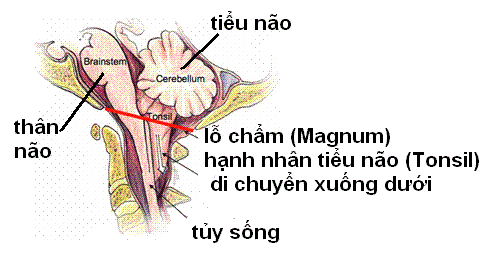 tiểu não
Brainstem
Cerebellum
Tonsil
thân
não
lỗ chẩm (Magnum)
hạnh nhân tiểu não (Tonsil)
di chuyển xuống dưới
tủy sống